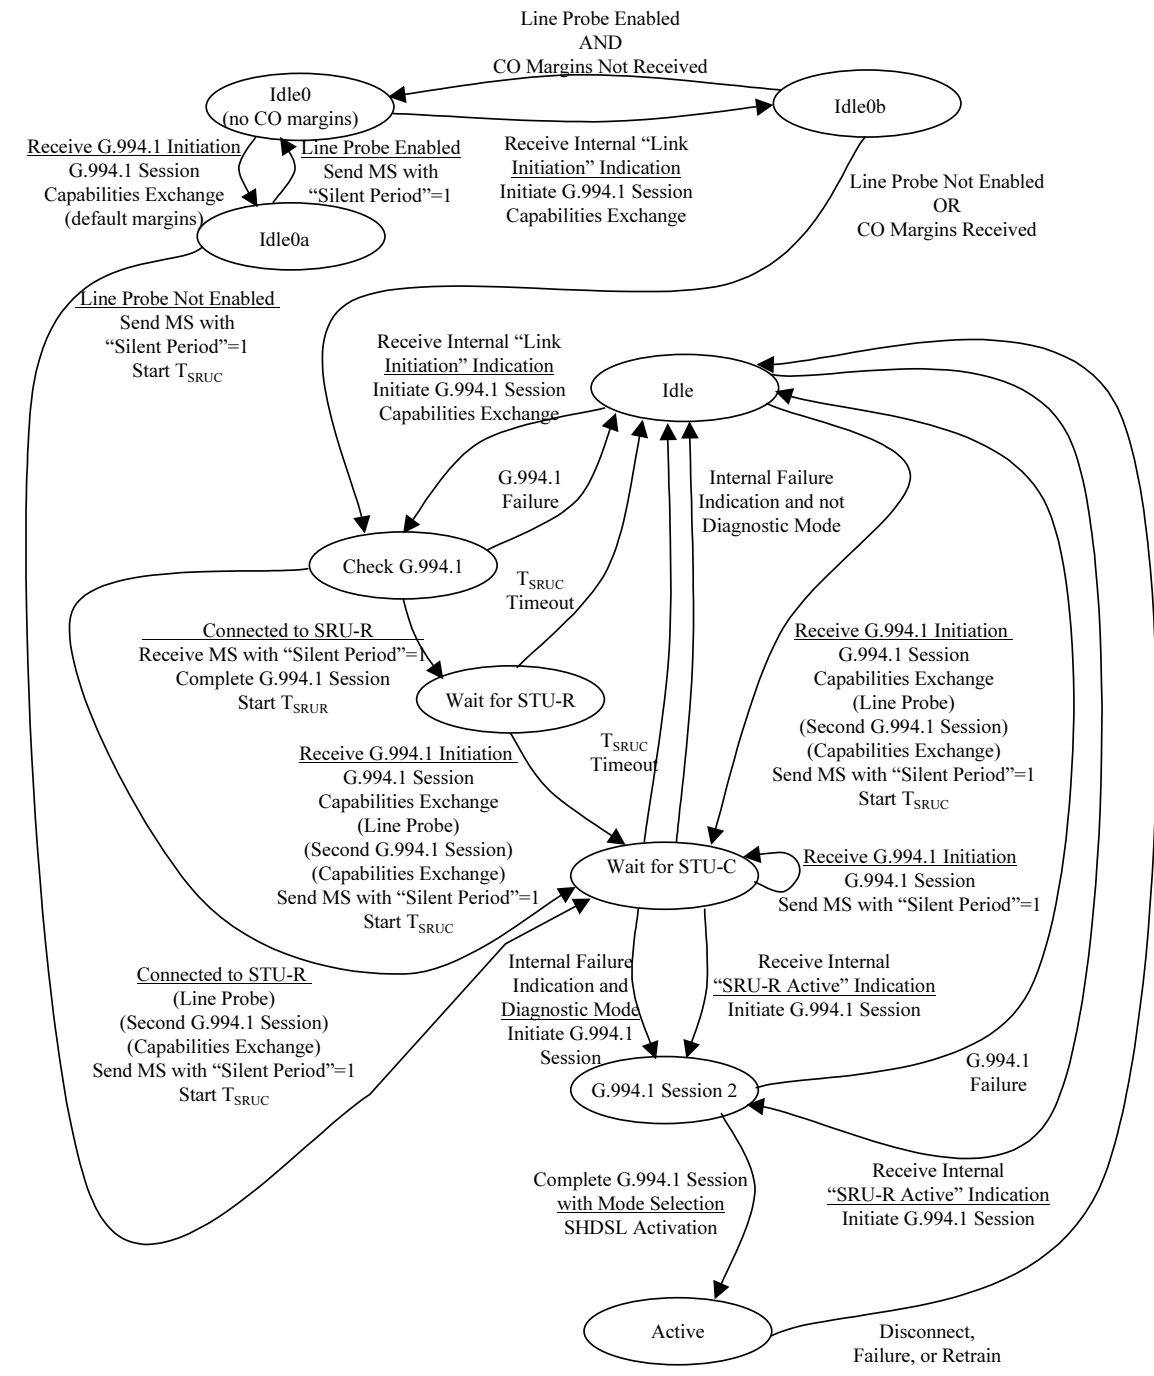 Line Probe Enabled
AND
CO Margins Not Received
Idle0
(no CO margins)
Idle0b
Receive G.994.1 Initiation
G.994.1 Session
Capabilities Exchange
(default margins)
Line Probe Enabled
Send MS with
“Silent Period”=1
Receive Internal “Link
Initiation” Indication
Initiate G.994.1 Session
Capabilities Exchange
Line Probe Not Enabled
OR
CO Margins Received
Idle0a
Line Probe Not Enabled
Send MS with
“Silent Period”=1
Start TSRUC
Receive Internal “Link
Initiation” Indication
Initiate G.994.1 Session
Capabilities Exchange
Idle
G.994.1
Failure
Internal Failure
Indication and not
Diagnostic Mode
Check G.994.1
TSRUC
Timeout
Connected to SRU-R
Receive MS with “Silent Period”=1
Complete G.994.1 Session
Start TSRUR
Wait for STU-R
Receive G.994.1 Initiation
G.994.1 Session
Capabilities Exchange
(Line Probe)
(Second G.994.1 Session)
(Capabilities Exchange)
Send MS with “Silent Period”=1
Start TSRUC
TSRUC
Timeout
Receive G.994.1 Initiation
G.994.1 Session
Capabilities Exchange
(Line Probe)
(Second G.994.1 Session)
(Capabilities Exchange)
Send MS with “Silent Period”=1
Start TSRUC
Wait for STU-C
Receive G.994.1 Initiation
G.994.1 Session
Send MS with “Silent Period”=1
Connected to STU-R
(Line Probe)
(Second G.994.1 Session)
(Capabilities Exchange)
Send MS with “Silent Period”=1
Start TSRUC
Internal Failure
Indication and
Diagnostic Mode
Initiate G.994.1
Session
Receive Internal
“SRU-R Active” Indication
Initiate G.994.1 Session
G.994.1
Failure
G.994.1 Session 2
Complete G.994.1 Session
with Mode Selection
SHDSL Activation
Receive Internal
“SRU-R Active” Indication
Initiate G.994.1 Session
Active
Disconnect,
Failure, or Retrain